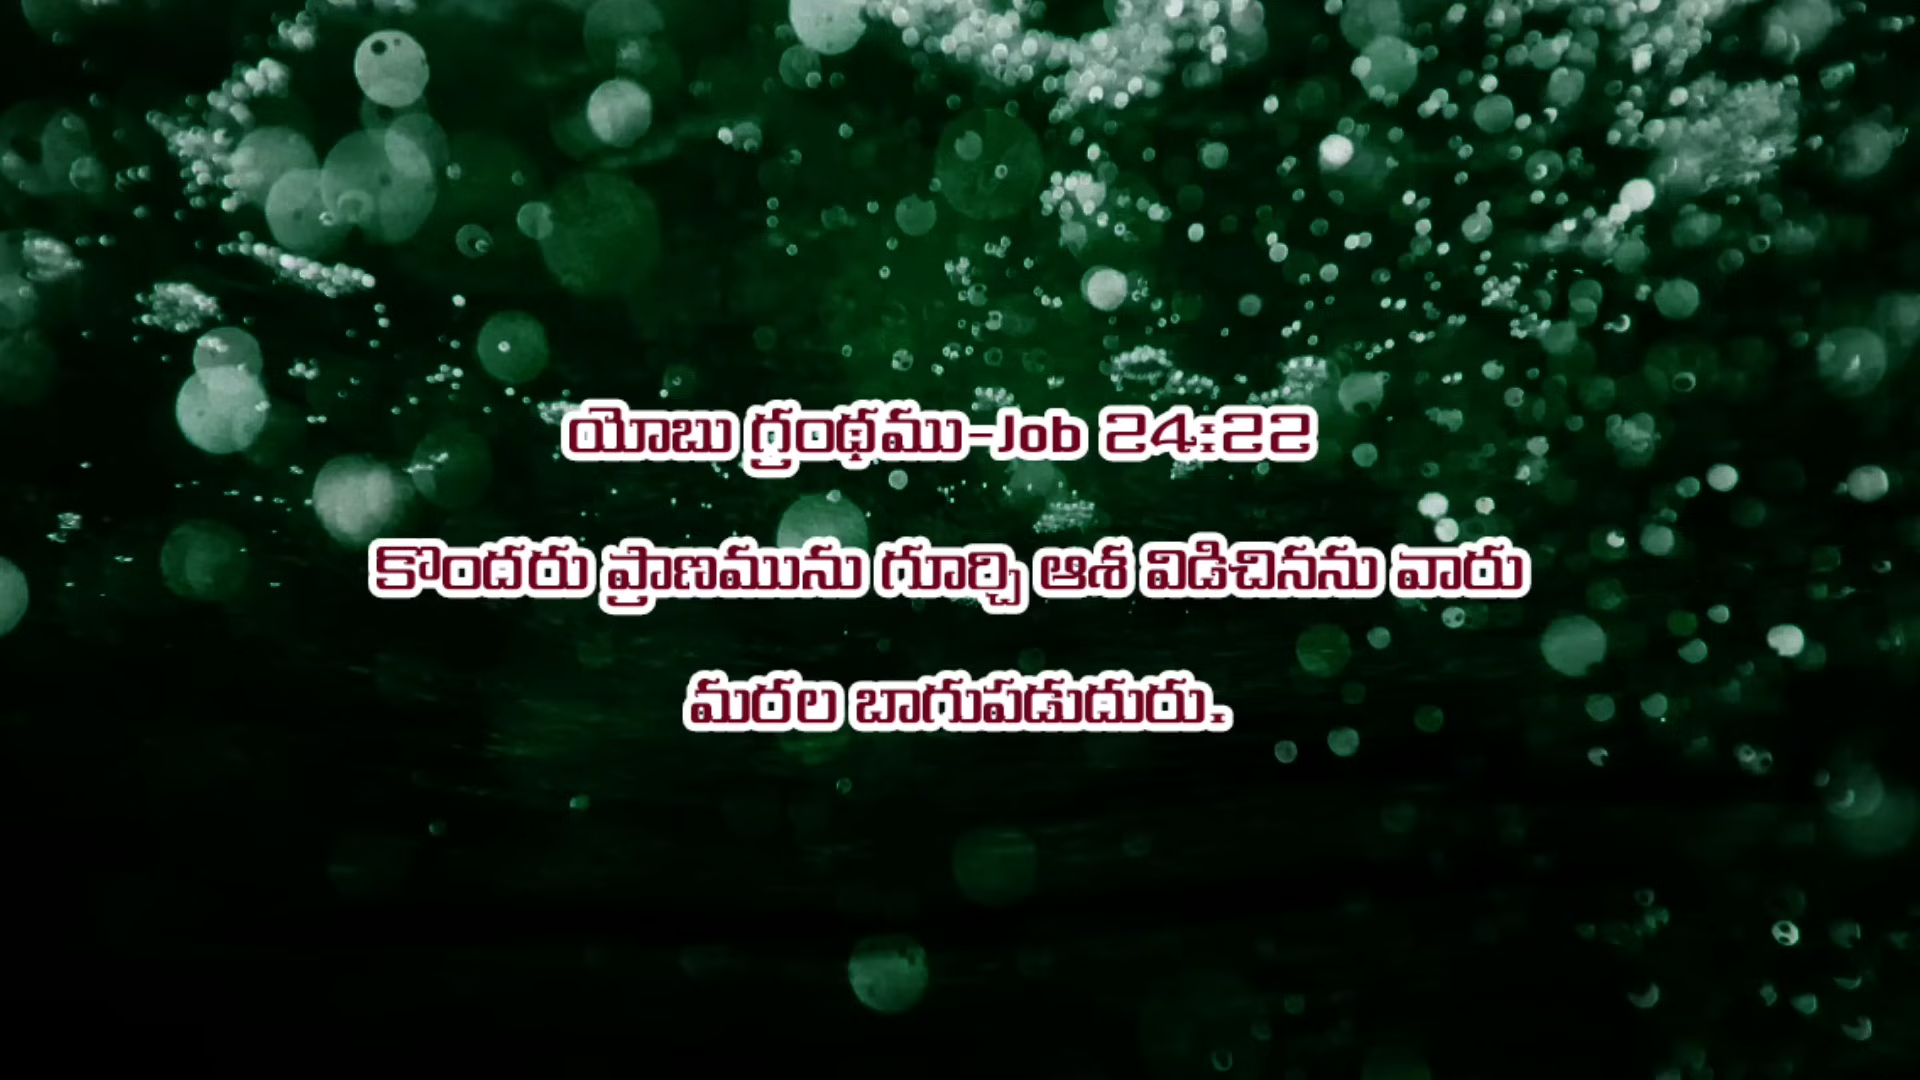 యోబు గ్రంథము-Job 24:22
కొందరు ప్రాణమును గూర్చి ఆశ విడిచినను వారు
మరల బాగుపడుదురు.